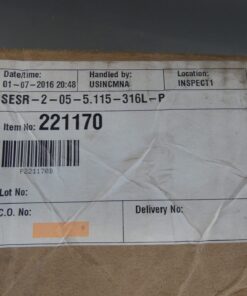 Date/time: Handled by: Location:
01-07-2016 20:48 USINCMNA INSPECT1
SESR-2-05-5.115-316L-P
Item No: 221170
P221170D
Lot No:
C.O. No: Delivery No: